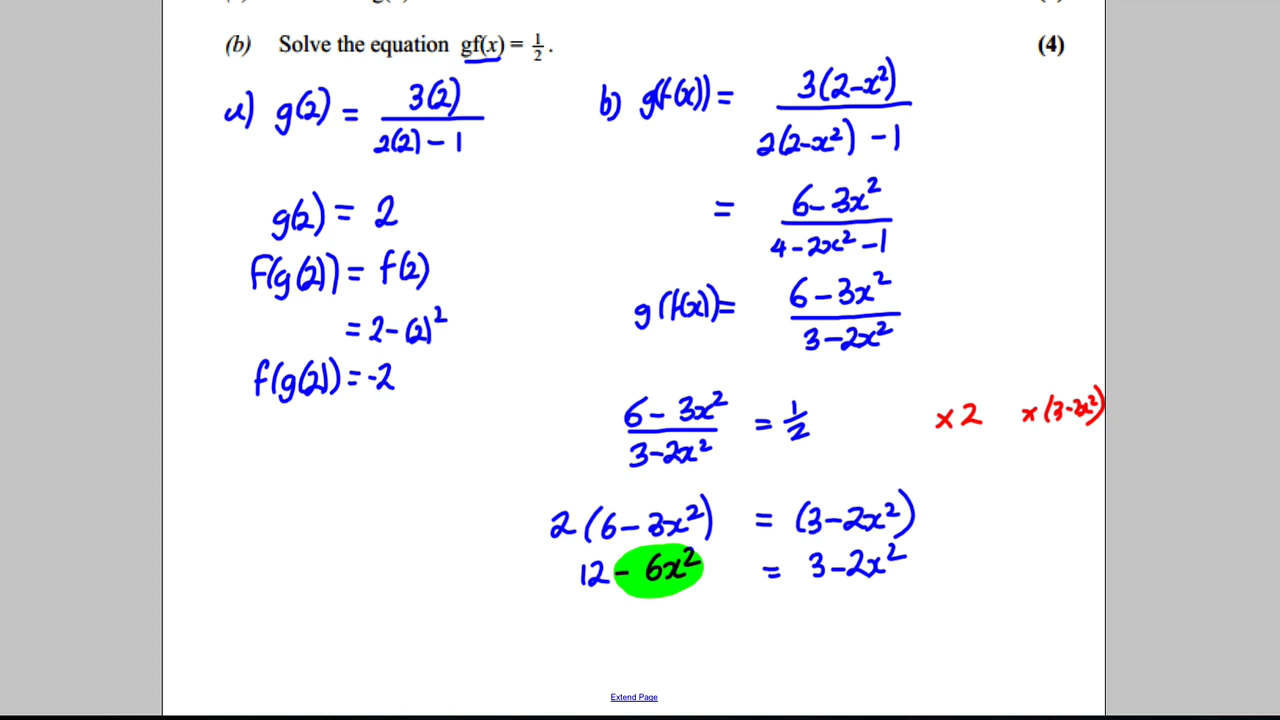 (b) Solve the equation gf(x) = 1/2. (4)
a) g(2) = 3(2) / 2(2) - 1
g(2) = 2
F(g(2)) = f(2)
= 2 - (2)²
f(g(2)) = -2
b) g(f(x)) = 3(2 - x²) / 2(2 - x²) - 1
= 6 - 3x² / 4 - 2x² - 1
g(f(x)) = 6 - 3x² / 3 - 2x²
6 - 3x² / 3 - 2x² = 1/2 × 2 × (3 - 2x²)
2(6 - 3x²) = (3 - 2x²)
12 - 6x² = 3 - 2x²
Extend Page